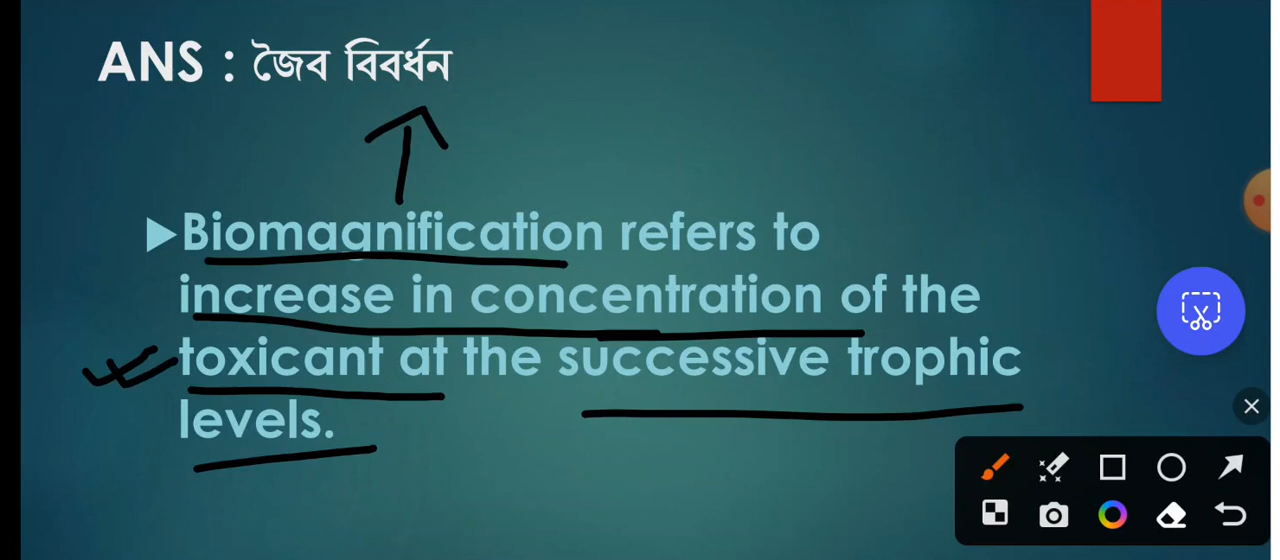 ANS : জৈব বিবর্ধন
Biomagnification refers to
increase in concentration of the
toxicant at the successive trophic
levels.